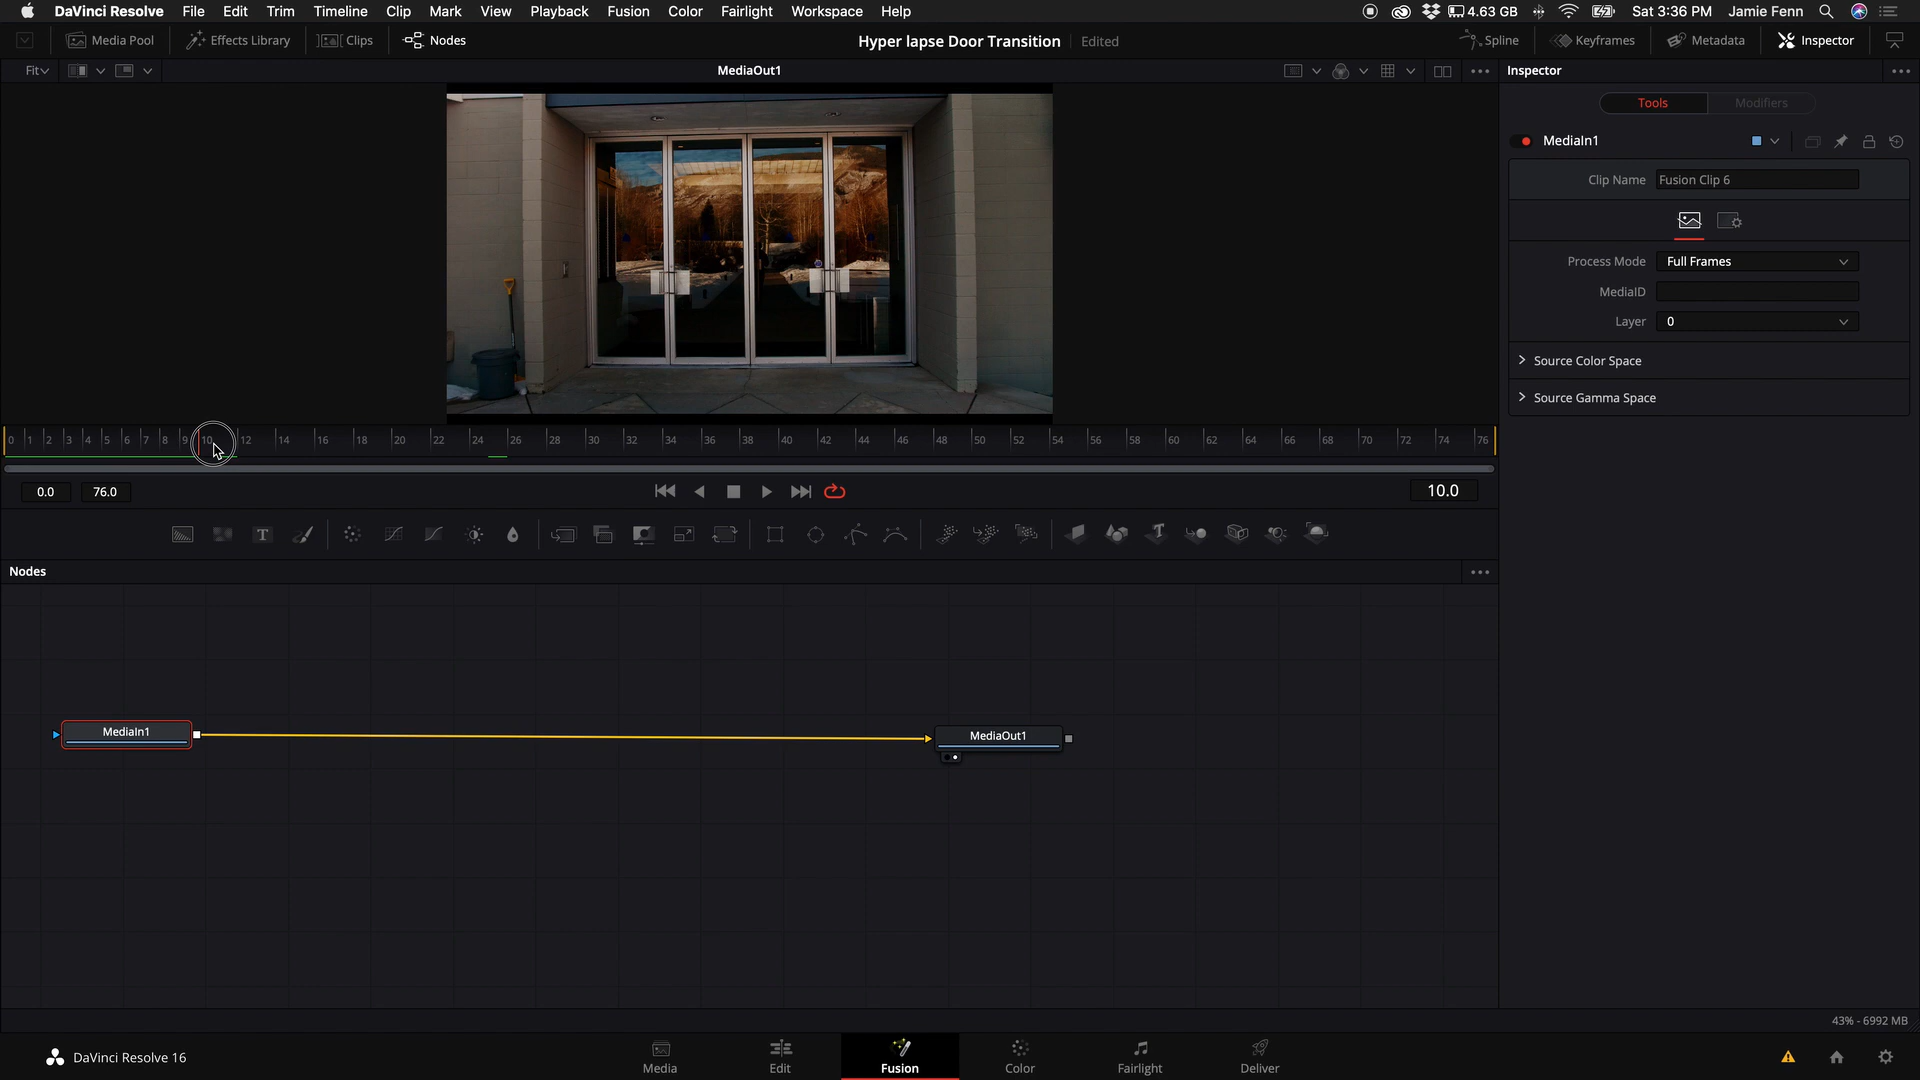 DaVinci Resolve File Edit Trim Timeline Clip Mark View Playback Fusion Color Fairlight Workspace Help 4.63 GB Sat 3:36 PM Jamie Fenn
Media Pool Effects Library Clips Nodes Hyper lapse Door Transition Edited Spline Keyframes Metadata Inspector
Fit MediaOut1 Inspector
Tools Modifiers
MediaIn1
Clip Name Fusion Clip 6
Process Mode Full Frames
MediaID
Layer 0
Source Color Space
Source Gamma Space
0 1 2 3 4 5 6 7 8 9 10 12 14 16 18 20 22 24 26 28 30 32 34 36 38 40 42 44 46 48 50 52 54 56 58 60 62 64 66 68 70 72 74 76
0.0 76.0 10.0
T T
Nodes
MediaIn1
MediaOut1
43% - 6992 MB
DaVinci Resolve 16
Media Edit Fusion Color Fairlight Deliver